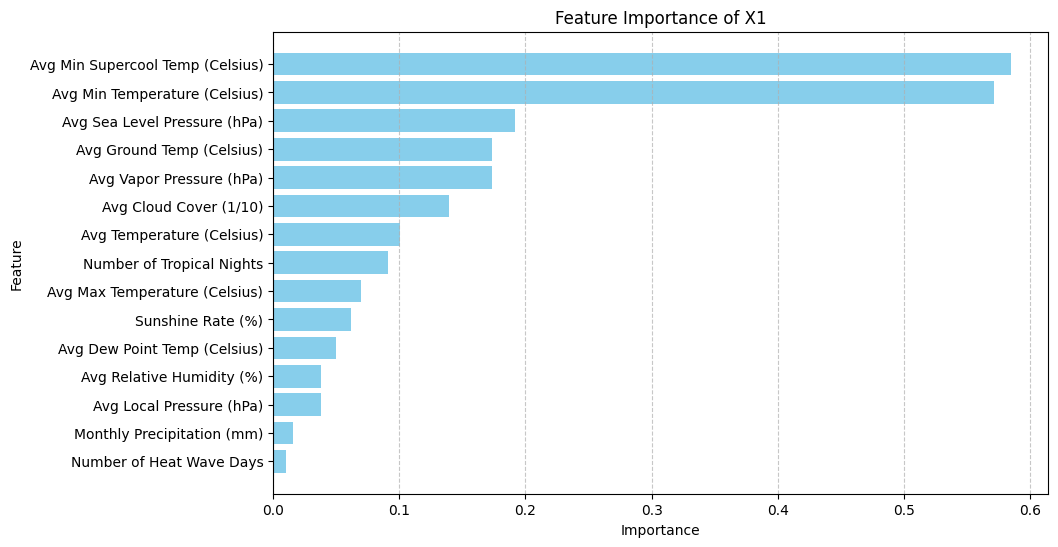 Feature Importance of X1
Avg Min Supercool Temp (Celsius)
Avg Min Temperature (Celsius)
Avg Sea Level Pressure (hPa)
Avg Ground Temp (Celsius)
Avg Vapor Pressure (hPa)
Avg Cloud Cover (1/10)
Avg Temperature (Celsius)
Number of Tropical Nights
Avg Max Temperature (Celsius)
Sunshine Rate (%)
Avg Dew Point Temp (Celsius)
Avg Relative Humidity (%)
Avg Local Pressure (hPa)
Monthly Precipitation (mm)
Number of Heat Wave Days
Feature
0.0 0.1 0.2 0.3 0.4 0.5 0.6
Importance